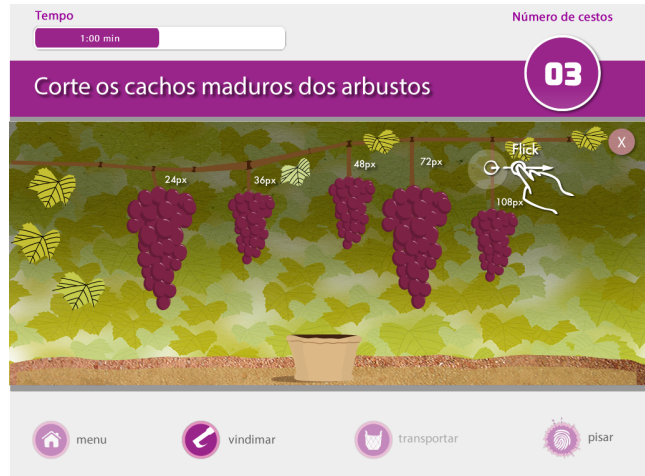 Tempo
Número de cestos
1:00 min
03
Corte os cachos maduros dos arbustos
X
Flick
24px
36px
48px
72px
108px
menu
vindimar
transportar
pisar